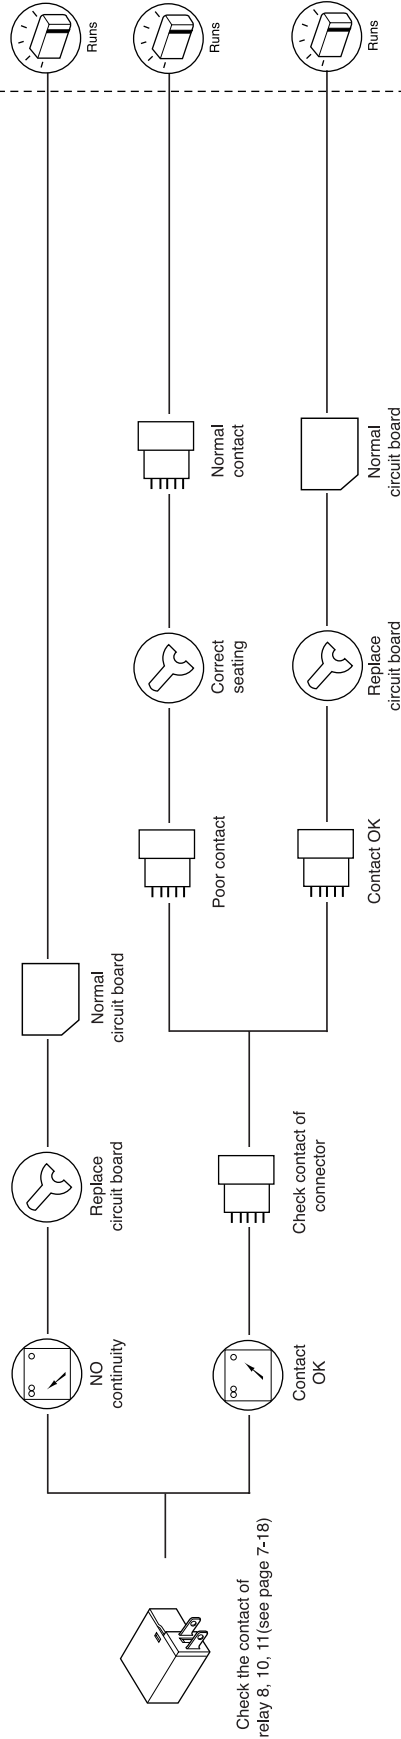 Check the contact of
relay 8, 10, 11(see page 7-18)
NO
continuity
Replace
circuit board
Normal
circuit board
Runs
Contact
OK
Check contact of
connector
Poor contact
Correct
seating
Normal
contact
Runs
Contact OK
Replace
circuit board
Normal
circuit board
Runs